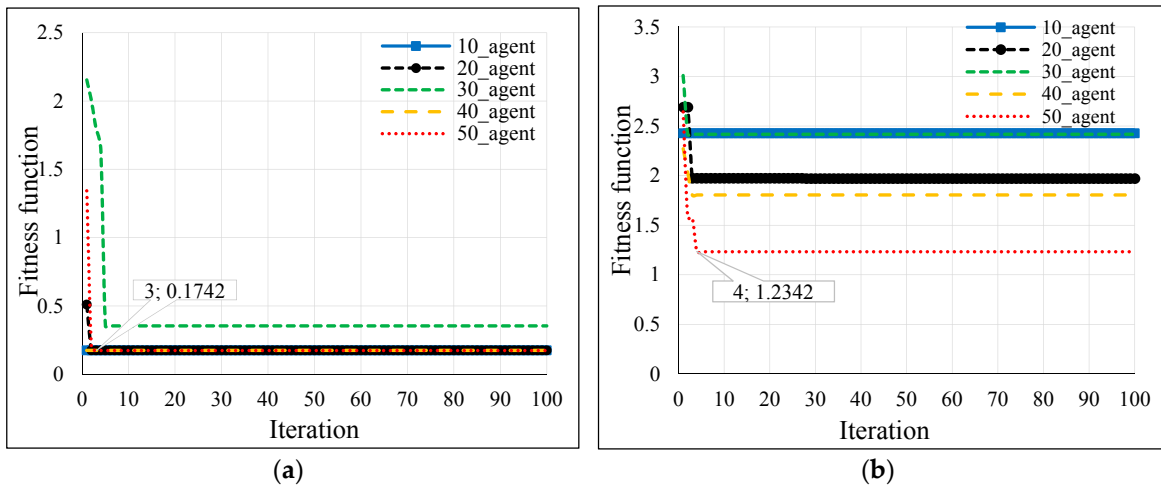 2.5
2
1.5
1
0.5
0
Fitness function
0 10 20 30 40 50 60 70 80 90 100
Iteration
10_agent
20_agent
30_agent
40_agent
50_agent
3; 0.1742
(a)
3.5
3
2.5
2
1.5
1
0.5
0
Fitness function
0 10 20 30 40 50 60 70 80 90 100
Iteration
10_agent
20_agent
30_agent
40_agent
50_agent
4; 1.2342
(b)